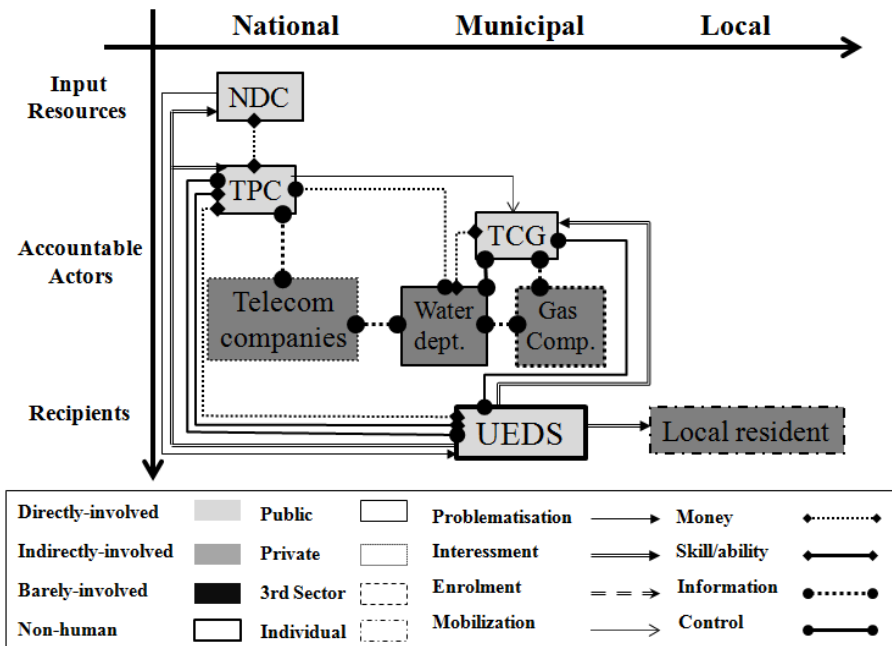 National Municipal Local
Input
Resources
NDC
TPC
TCG
Accountable
Actors
Telecom
companies
Water
dept.
Gas
Comp.
Recipients
UEDS
Local resident
Directly-involved Public Problematisation Money
Indirectly-involved Private Interessment Skill/ability
Barely-involved 3rd Sector Enrolment Information
Non-human Individual Mobilization Control